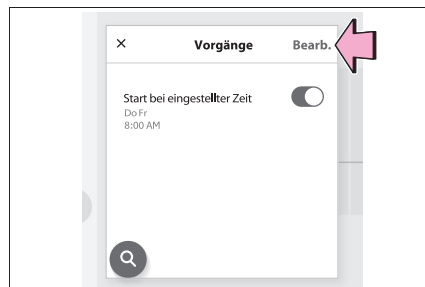 × Vorgänge Bearb.
Start bei eingestellter Zeit
Do Fr
8:00 AM